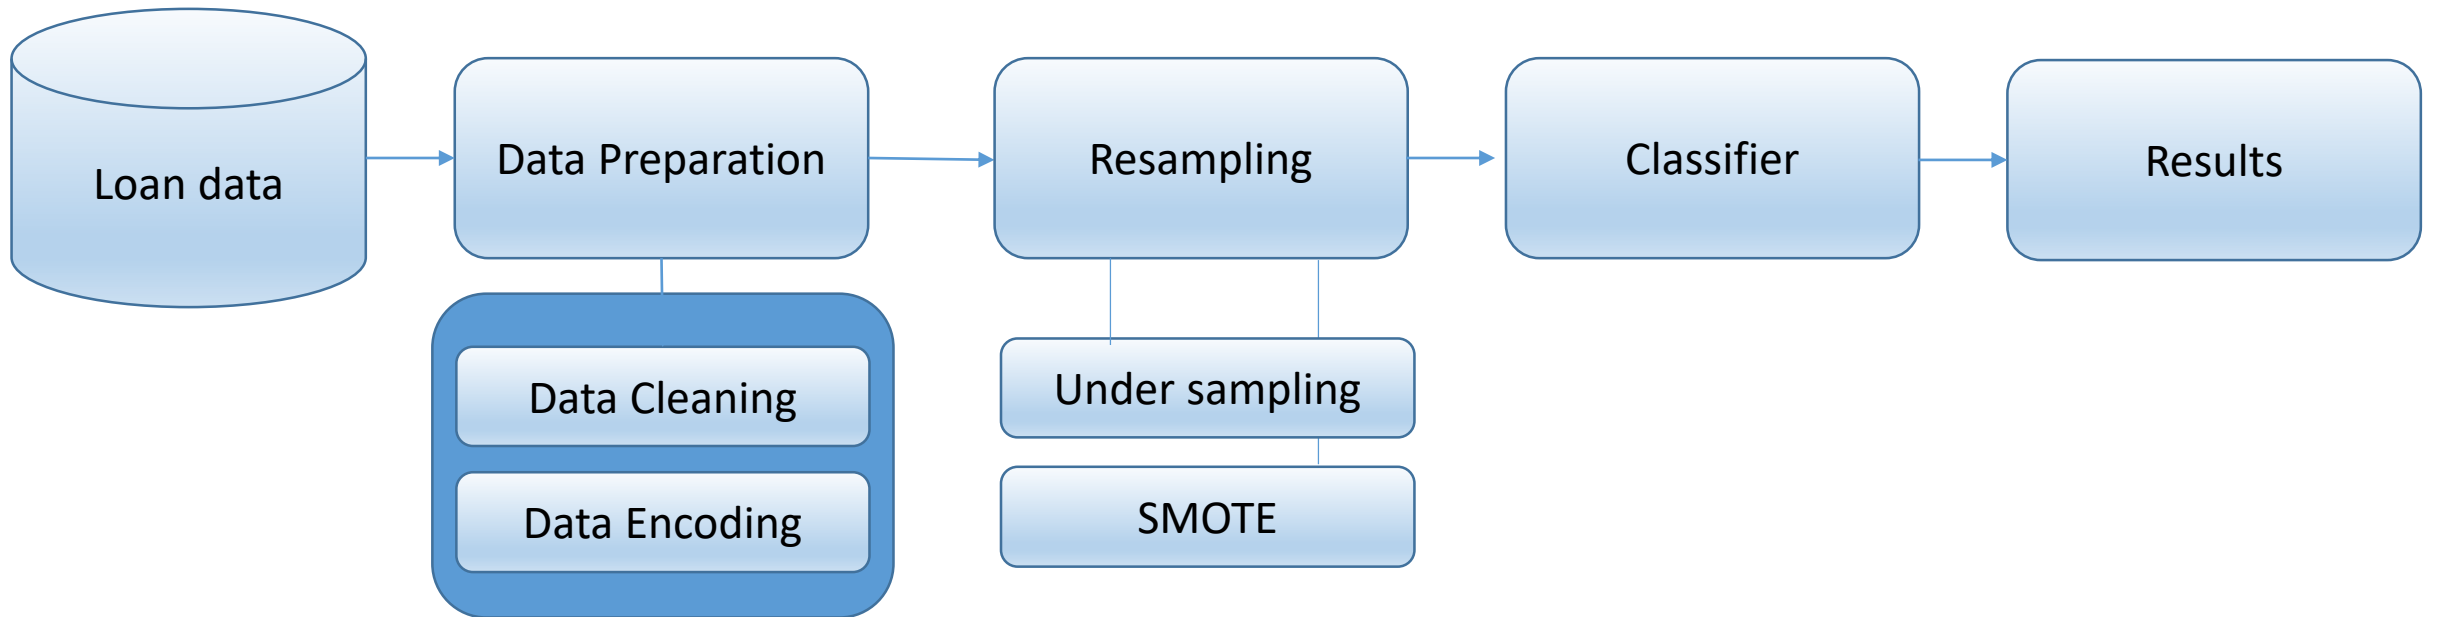 Loan data
Data Preparation
Resampling
Classifier
Results
Data Cleaning
Data Encoding
Under sampling
SMOTE